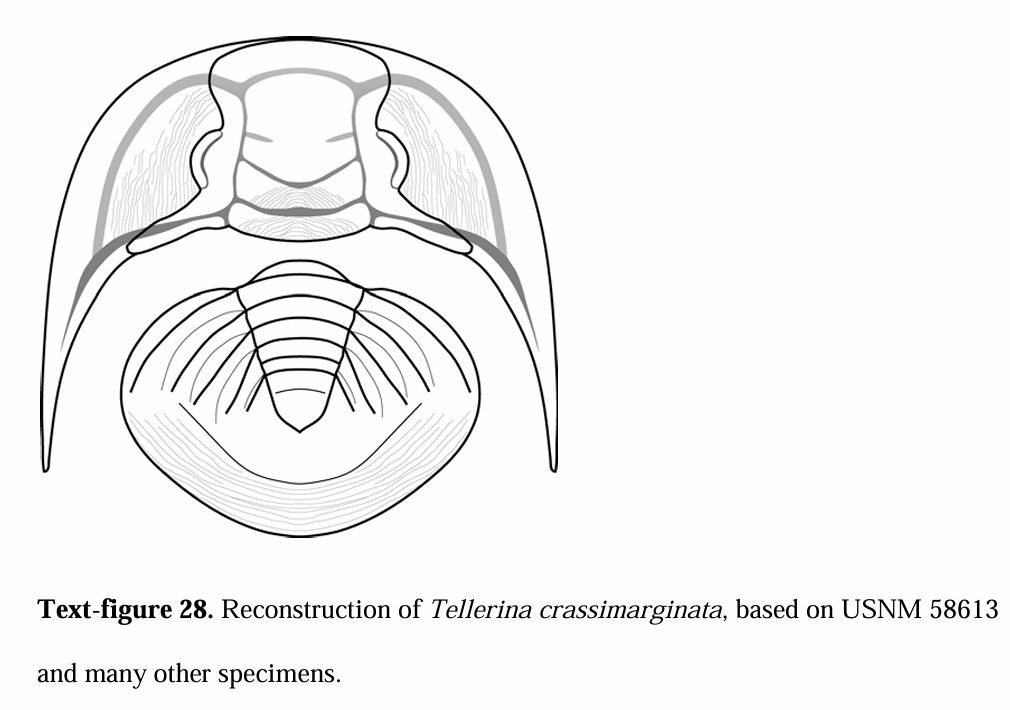 Text-figure 28. Reconstruction of Tellerina crassimarginata, based on USNM 58613
and many other specimens.